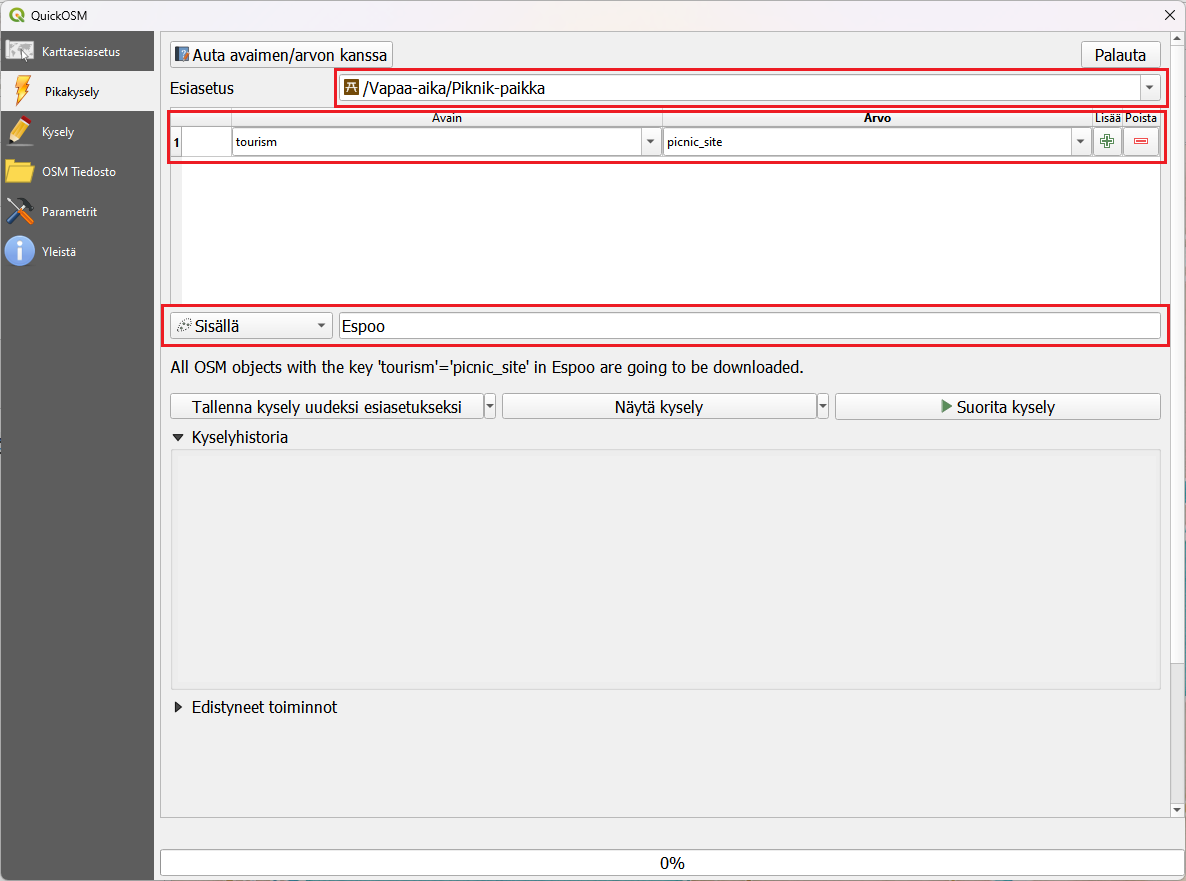 QuickOSM
Karttaesiasetus
Pikakysely
Kysely
OSM Tiedosto
Parametrit
Yleistä
Auta avaimen/arvon kanssa
Palauta
Esiasetus
/Vapaa-aika/Piknik-paikka
Avain Arvo Lisää Poista
1 tourism picnic_site
Sisällä Espoo
All OSM objects with the key 'tourism'='picnic_site' in Espoo are going to be downloaded.
Tallenna kysely uudeksi esiasetukseksi Näytä kysely Suorita kysely
Kyselyhistoria
Edistyneet toiminnot
0%